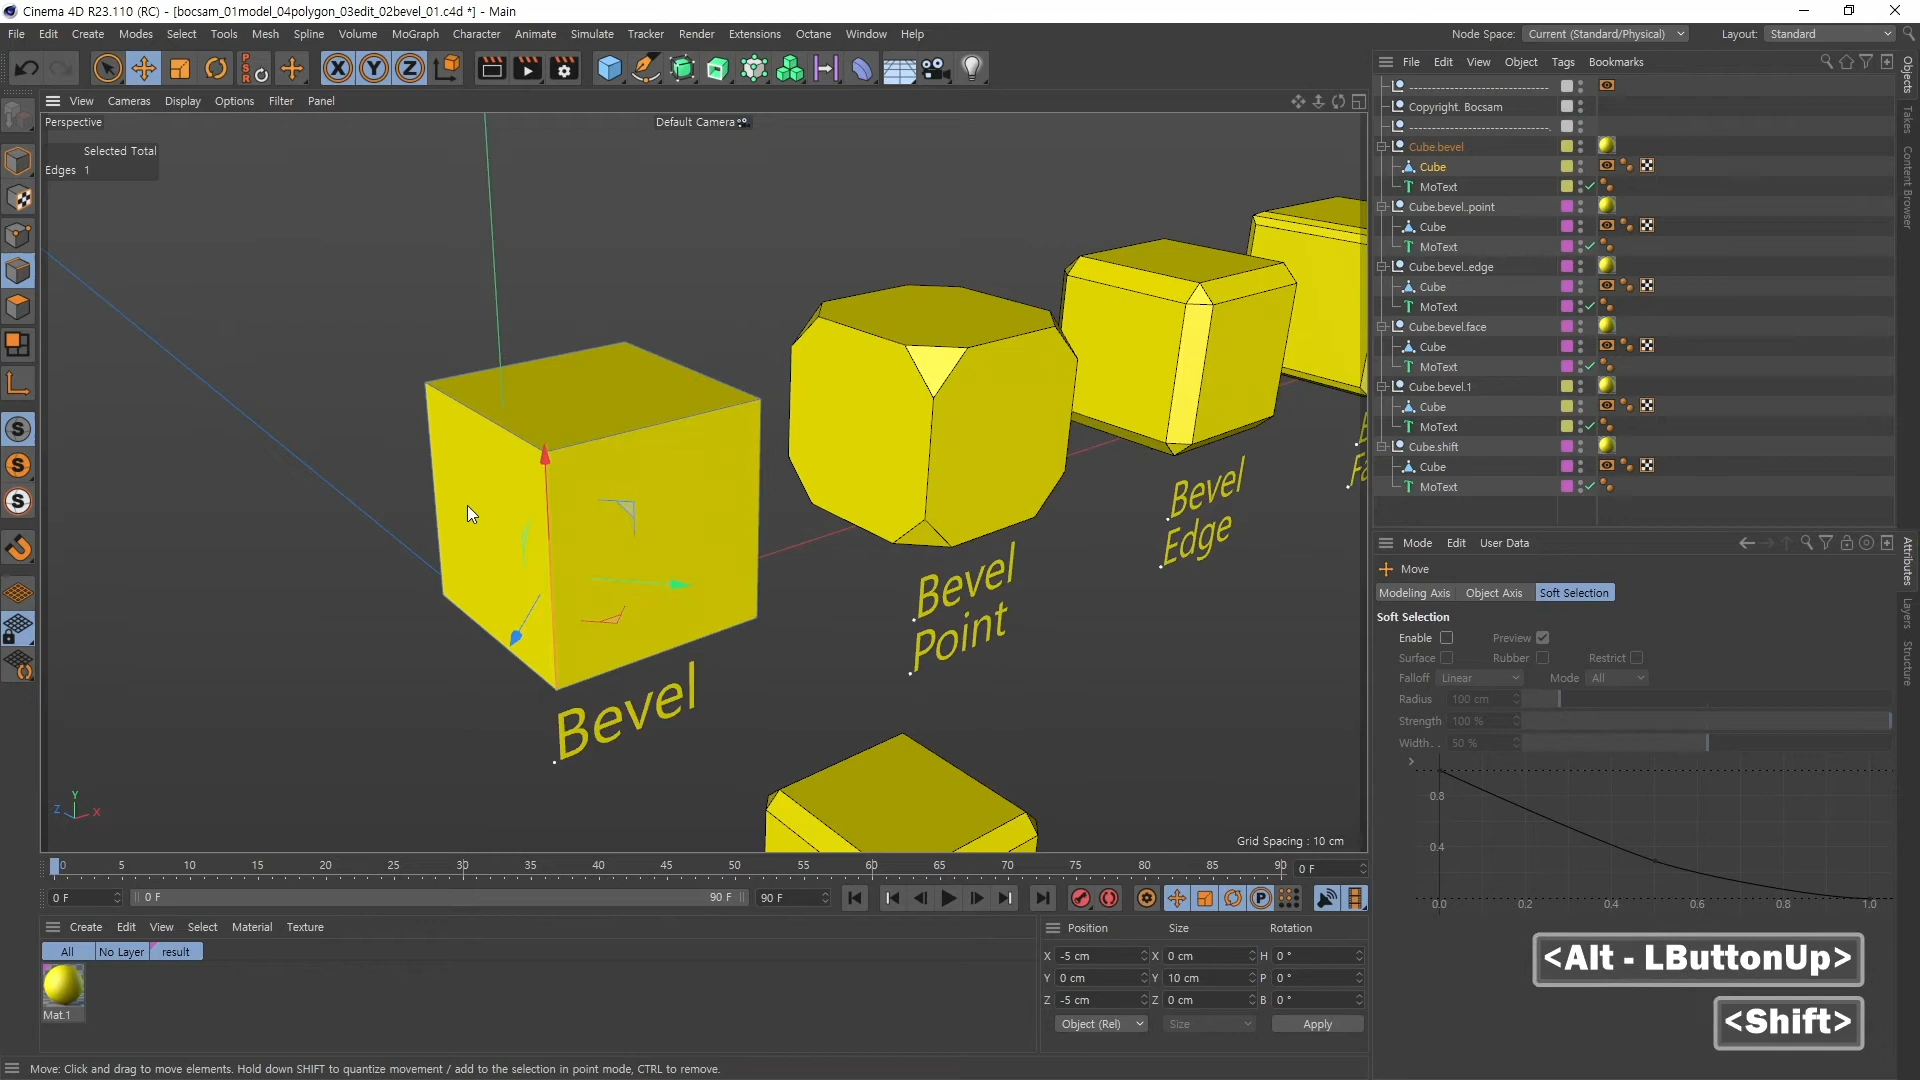 Cinema 4D R23.110 (RC) - [bocsam_01model_04polygon_03edit_02bevel_01.c4d *] - Main
File Edit Create Modes Select Tools Mesh Spline Volume MoGraph Character Animate Simulate Tracker Render Extensions Octane Window Help
Node Space: Current (Standard/Physical) Layout: Standard
PSR
X Y Z
File Edit View Object Tags Bookmarks
Objects
Takes
Content Browser
View Cameras Display Options Filter Panel
Perspective
Default Camera
Selected Total
Edges 1
--------------------------------
Copyright. Bocsam
--------------------------------.
Cube.bevel
Cube
MoText
Cube.bevel..point
Cube
MoText
Cube.bevel..edge
Cube
MoText
Cube.bevel.face
Cube
MoText
Cube.bevel.1
Cube
MoText
Cube.shift
Cube
MoText
Bevel
Bevel
Point
Bevel
Edge
Y
Z X
Grid Spacing : 10 cm
Mode Edit User Data
Attributes
Layers
Structure
Move
Modeling Axis Object Axis Soft Selection
Soft Selection
Enable Preview
Surface Rubber Restrict
Falloff Linear Mode All
Radius 100 cm
Strength 100 %
Width.. 50 %
0.8
0.4
0.0 0.2 0.4 0.6 0.8 1.0
0 5 10 15 20 25 30 35 40 45 50 55 60 65 70 75 80 85 90 0 F
0 F 0 F 90 F 90 F
Create Edit View Select Material Texture
All No Layer result
Mat.1
Position Size Rotation
X -5 cm X 0 cm H 0 °
Y 0 cm Y 10 cm P 0 °
Z -5 cm Z 0 cm B 0 °
Object (Rel) Size Apply
<Alt - LButtonUp>
<Shift>
Move: Click and drag to move elements. Hold down SHIFT to quantize movement / add to the selection in point mode, CTRL to remove.